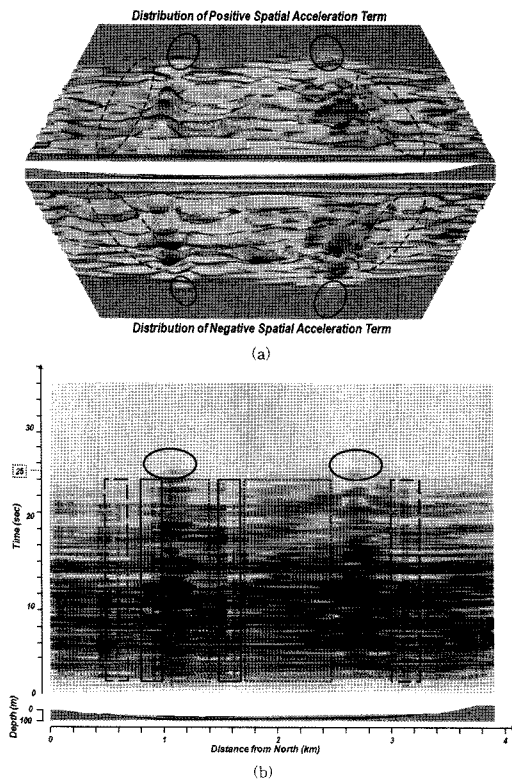 Distribution of Positive Spatial Acceleration Term
Distribution of Negative Spatial Acceleration Term
(a)
30
25
20
10
0
Time (sec)
0
100
Depth (m)
0
1
2
3
4
Distance from North (km)
(b)